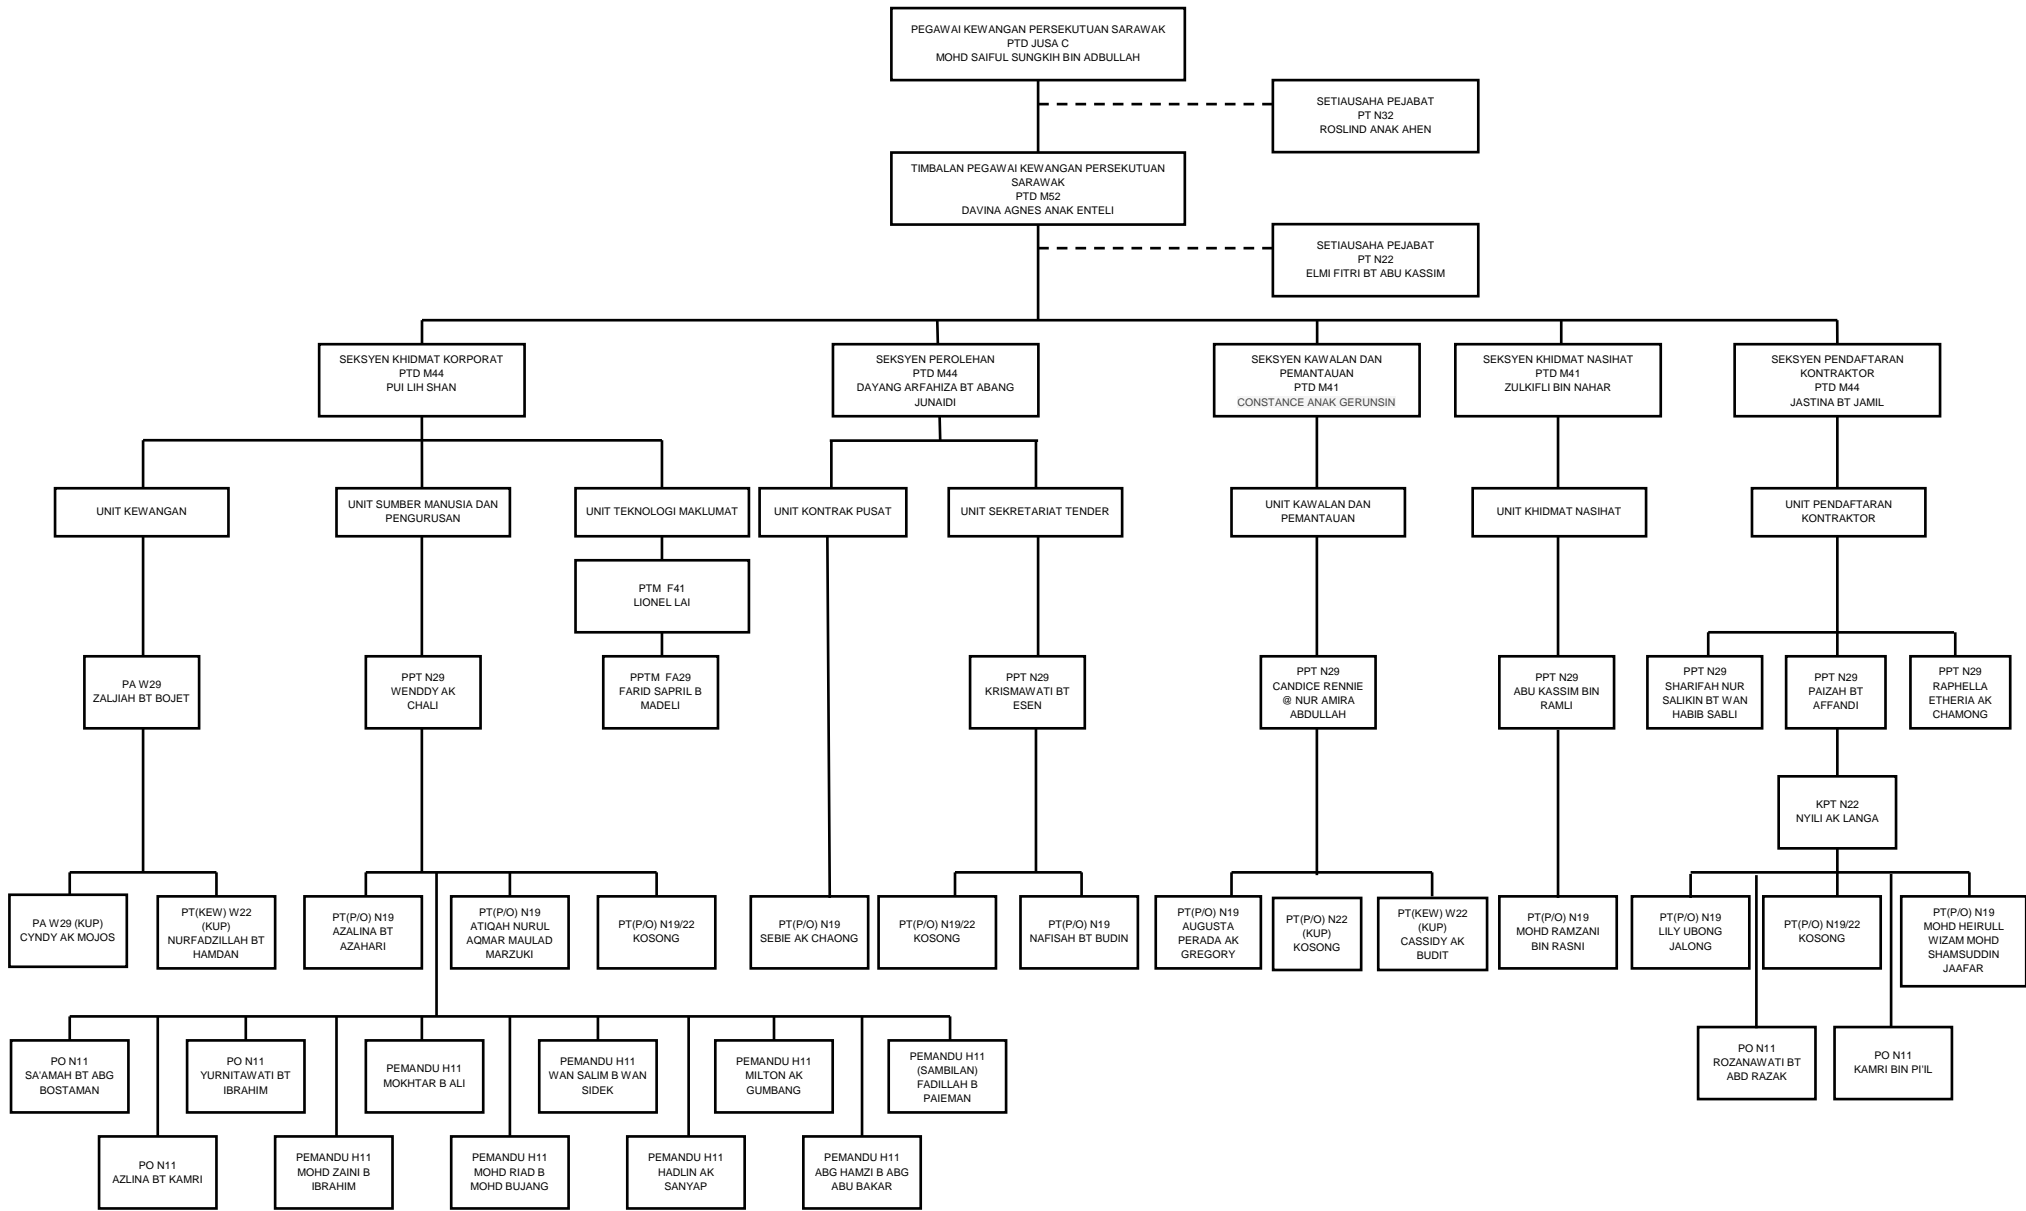 PEGAWAI KEWANGAN PERSEKUTUAN SARAWAK
PTD JUSA C
MOHD SAIFUL SUNGKIH BIN ADBULLAH
SETIAUSAHA PEJABAT
PT N32
ROSLIND ANAK AHEN
TIMBALAN PEGAWAI KEWANGAN PERSEKUTUAN
SARAWAK
PTD M52
DAVINA AGNES ANAK ENTELI
SETIAUSAHA PEJABAT
PT N22
ELMI FITRI BT ABU KASSIM
SEKSYEN KHIDMAT KORPORAT
PTD M44
PUI LIH SHAN
SEKSYEN PEROLEHAN
PTD M44
DAYANG ARFAHIZA BT ABANG
JUNAIDI
SEKSYEN KAWALAN DAN
PEMANTAUAN
PTD M41
CONSTANCE ANAK GERUNSIN
SEKSYEN KHIDMAT NASIHAT
PTD M41
ZULKIFLI BIN NAHAR
SEKSYEN PENDAFTARAN
KONTRAKTOR
PTD M44
JASTINA BT JAMIL
UNIT KEWANGAN
UNIT SUMBER MANUSIA DAN
PENGURUSAN
UNIT TEKNOLOGI MAKLUMAT
UNIT KONTRAK PUSAT
UNIT SEKRETARIAT TENDER
UNIT KAWALAN DAN
PEMANTAUAN
UNIT KHIDMAT NASIHAT
UNIT PENDAFTARAN
KONTRAKTOR
PTM  F41
LIONEL LAI
PA W29
ZALJIAH BT BOJET
PPT N29
WENDDY AK
CHALI
PPTM  FA29
FARID SAPRIL B
MADELI
PPT N29
KRISMAWATI BT
ESEN
PPT N29
CANDICE RENNIE
@ NUR AMIRA
ABDULLAH
PPT N29
ABU KASSIM BIN
RAMLI
PPT N29
SHARIFAH NUR
SALIKIN BT WAN
HABIB SABLI
PPT N29
PAIZAH BT
AFFANDI
PPT N29
RAPHELLA
ETHERIA AK
CHAMONG
KPT N22
NYILI AK LANGA
PA W29 (KUP)
CYNDY AK MOJOS
PT(KEW) W22
(KUP)
NURFADZILLAH BT
HAMDAN
PT(P/O) N19
AZALINA BT
AZAHARI
PT(P/O) N19
ATIQAH NURUL
AQMAR MAULAD
MARZUKI
PT(P/O) N19/22
KOSONG
PT(P/O) N19
SEBIE AK CHAONG
PT(P/O) N19/22
KOSONG
PT(P/O) N19
NAFISAH BT BUDIN
PT(P/O) N19
AUGUSTA
PERADA AK
GREGORY
PT(P/O) N22
(KUP)
KOSONG
PT(KEW) W22
(KUP)
CASSIDY AK
BUDIT
PT(P/O) N19
MOHD RAMZANI
BIN RASNI
PT(P/O) N19
LILY UBONG
JALONG
PT(P/O) N19/22
KOSONG
PT(P/O) N19
MOHD HEIRULL
WIZAM MOHD
SHAMSUDDIN
JAAFAR
PO N11
SA'AMAH BT ABG
BOSTAMAN
PO N11
YURNITAWATI BT
IBRAHIM
PEMANDU H11
MOKHTAR B ALI
PEMANDU H11
WAN SALIM B WAN
SIDEK
PEMANDU H11
MILTON AK
GUMBANG
PEMANDU H11
(SAMBILAN)
FADILLAH B
PAIEMAN
PO N11
ROZANAWATI BT
ABD RAZAK
PO N11
KAMRI BIN PI'IL
PO N11
AZLINA BT KAMRI
PEMANDU H11
MOHD ZAINI B
IBRAHIM
PEMANDU H11
MOHD RIAD B
MOHD BUJANG
PEMANDU H11
HADLIN AK
SANYAP
PEMANDU H11
ABG HAMZI B ABG
ABU BAKAR